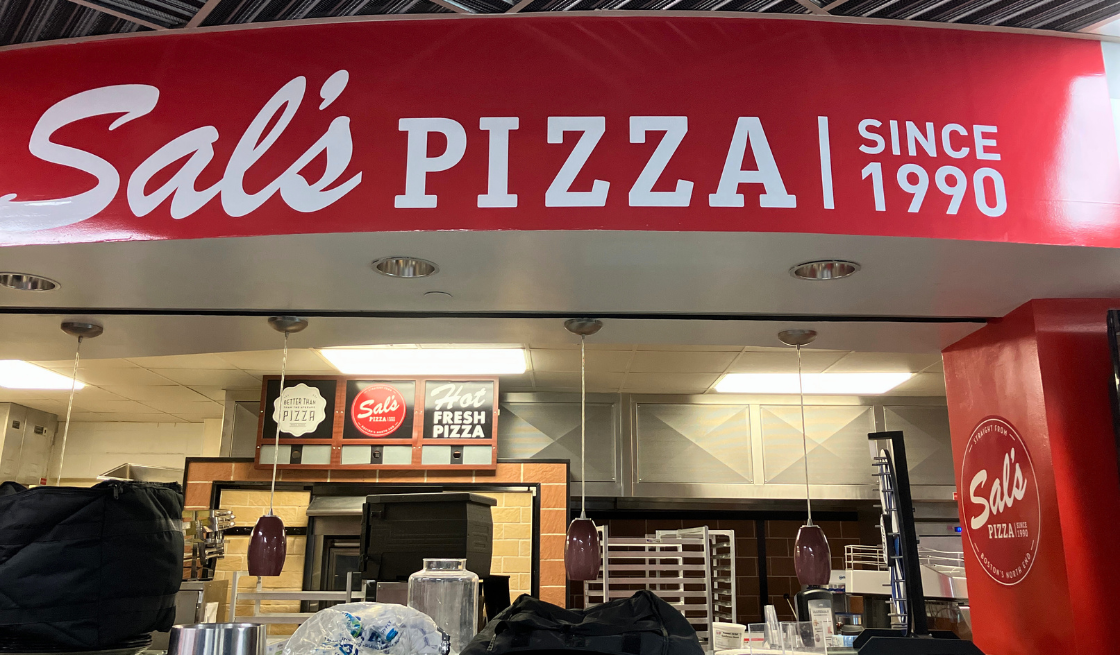 Sal's PIZZA | SINCE
1990
BETTER THAN
PIZZA
Sal's
PIZZA
Hot
FRESH
PIZZA
STRAIGHT FROM
Sal's
PIZZA | SINCE
1990
BOSTON'S NORTH END